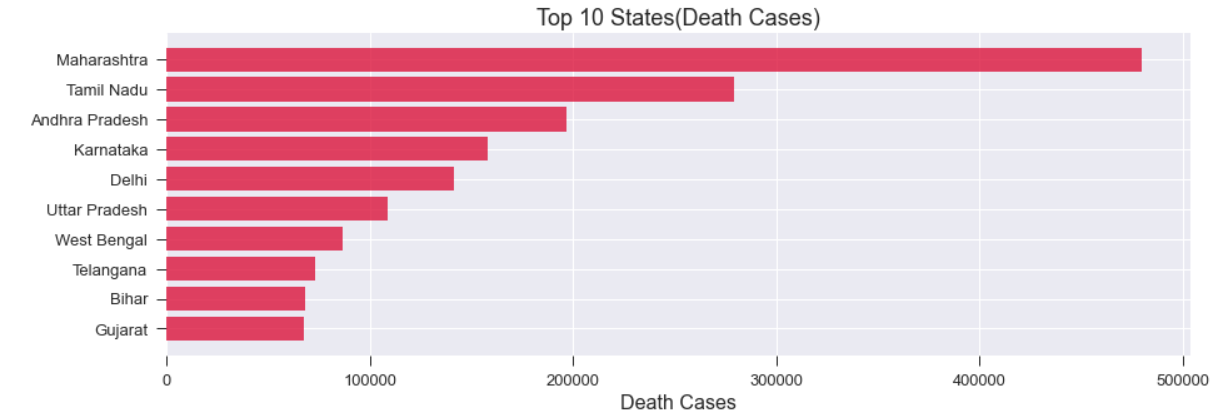 Top 10 States(Death Cases)
Maharashtra
Tamil Nadu
Andhra Pradesh
Karnataka
Delhi
Uttar Pradesh
West Bengal
Telangana
Bihar
Gujarat
0 100000 200000 300000 400000 500000
Death Cases